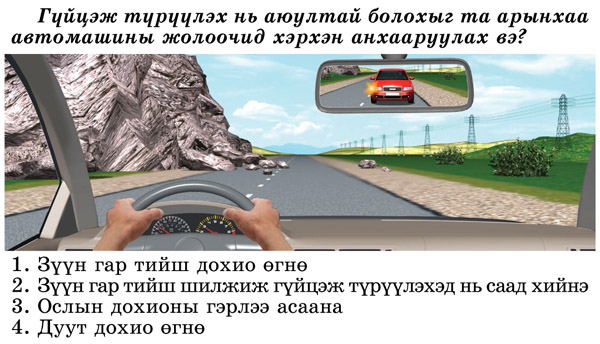 Гүйцэж түрүүлэх нь аюултай болохыг та арынхаа
автомашины жолоочид хэрхэн анхааруулах вэ?
1. Зүүн гар тийш дохио өгнө
2. Зүүн гар тийш шилжиж гүйцэж түрүүлэхэд нь саад хийнэ
3. Ослын дохионы гэрлээ асаана
4. Дуут дохио өгнө